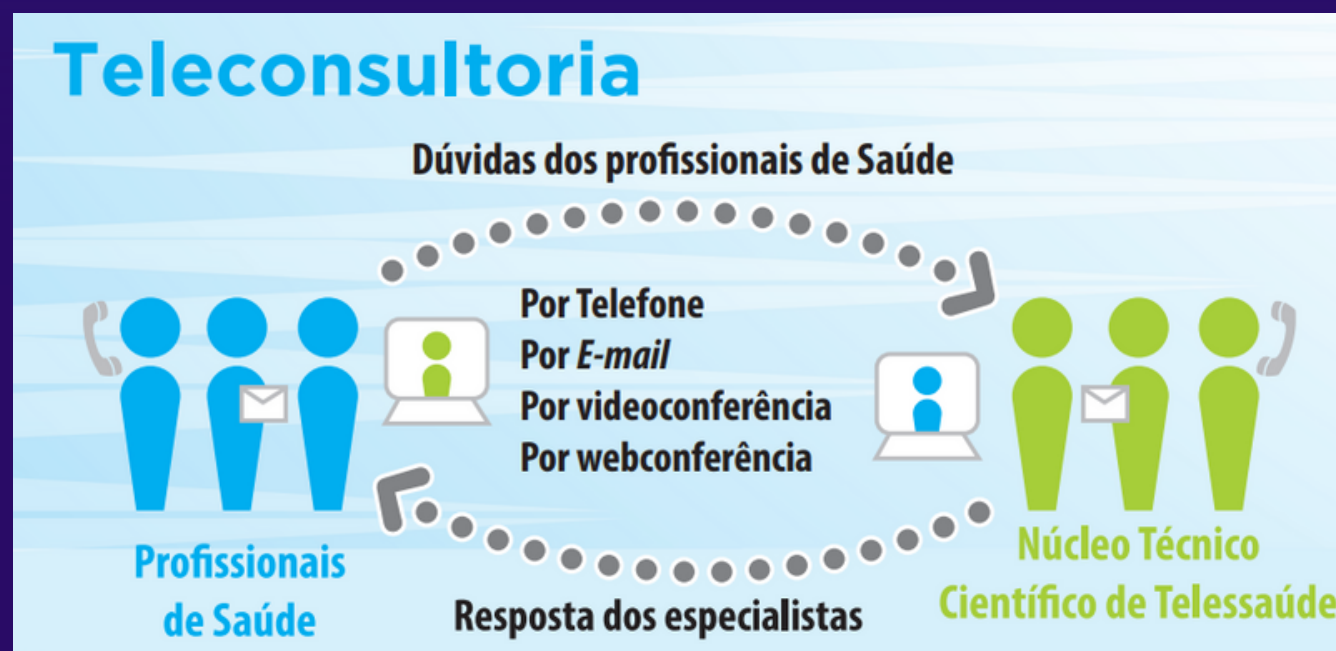 Teleconsultoria
Dúvidas dos profissionais de Saúde
Por Telefone
Por E-mail
Por videoconferência
Por webconferência
Profissionais
de Saúde
Núcleo Técnico
Científico de Telessaúde
Resposta dos especialistas